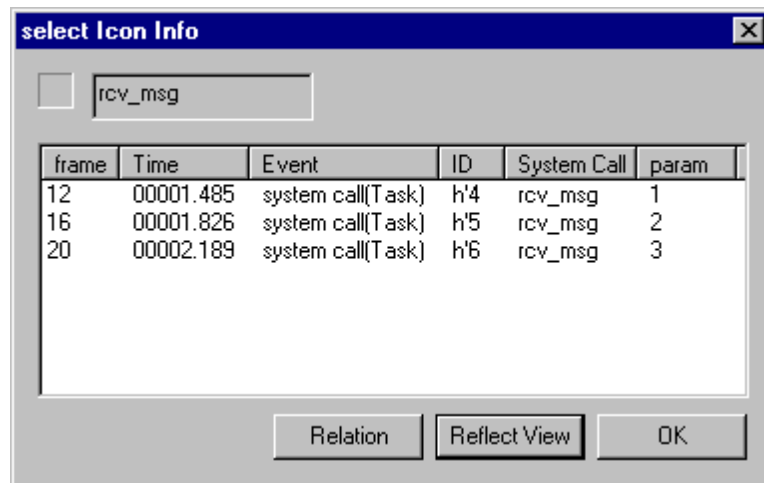 select Icon Info
rcv_msg
frame Time Event ID System Call param
12 00001.485 system call(Task) h'4 rcv_msg 1
16 00001.826 system call(Task) h'5 rcv_msg 2
20 00002.189 system call(Task) h'6 rcv_msg 3
Relation Reflect View OK